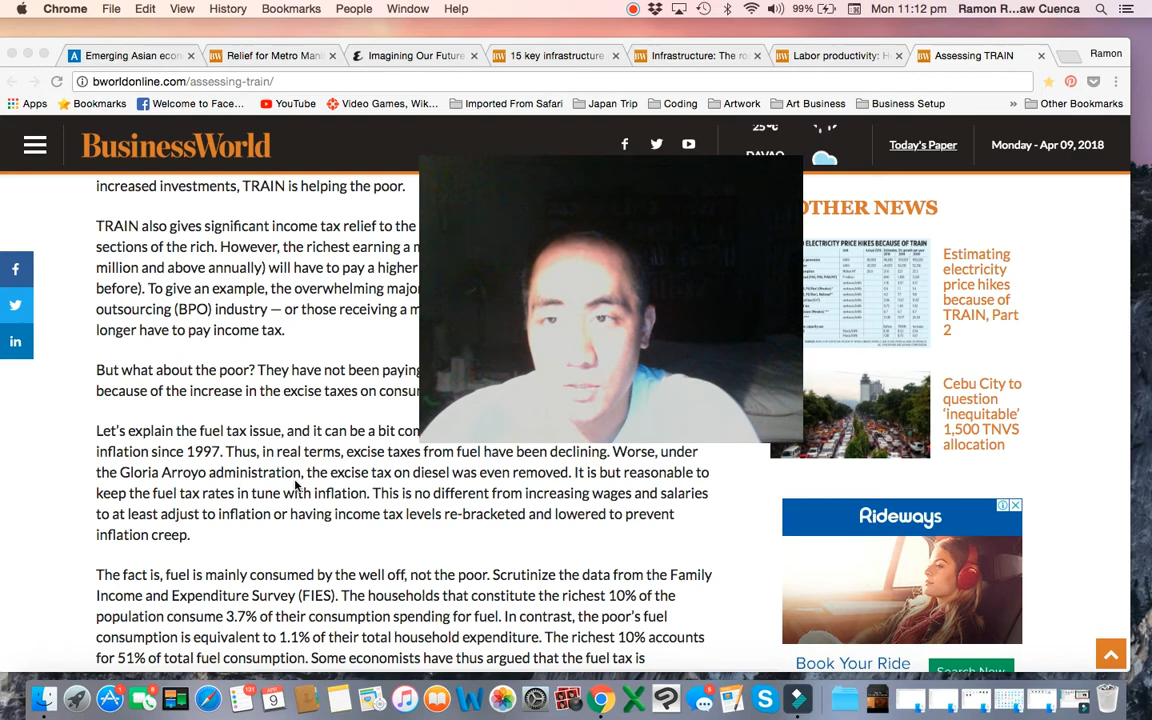 Chrome File Edit View History Bookmarks People Window Help 99% Mon 11:12 pm Ramon R...aw Cuenca
Emerging Asian econ Relief for Metro Mani Imagining Our Future 15 key infrastructure Infrastructure: The ro Labor productivity: H Assessing TRAIN Ramon
bworldonline.com/assessing-train/
Apps Bookmarks Welcome to Face... YouTube Video Games, Wik... Imported From Safari Japan Trip Coding Artwork Art Business Business Setup » Other Bookmarks
BusinessWorld
25°C
DAVAO
Today's Paper
Monday - Apr 09, 2018
increased investments, TRAIN is helping the poor.
TRAIN also gives significant income tax relief to the
sections of the rich. However, the richest earning a
million and above annually) will have to pay a higher
before). To give an example, the overwhelming
outsourcing (BPO) industry — or those receiving a
longer have to pay income tax.
But what about the poor? They have not been paying
because of the increase in the excise taxes on
Let's explain the fuel tax issue, and it can be a bit
inflation since 1997. Thus, in real terms, excise taxes from fuel have been declining. Worse, under
the Gloria Arroyo administration, the excise tax on diesel was even removed. It is but reasonable to
keep the fuel tax rates in tune with inflation. This is no different from increasing wages and salaries
to at least adjust to inflation or having income tax levels re-bracketed and lowered to prevent
inflation creep.
The fact is, fuel is mainly consumed by the well off, not the poor. Scrutinize the data from the Family
Income and Expenditure Survey (FIES). The households that constitute the richest 10% of the
population consume 3.7% of their consumption spending for fuel. In contrast, the poor's fuel
consumption is equivalent to 1.1% of their total household expenditure. The richest 10% accounts
for 51% of total fuel consumption. Some economists have thus argued that the fuel tax is
OTHER NEWS
ELECTRICITY PRICE HIKES BECAUSE OF TRAIN
Estimating
electricity
price hikes
because of
TRAIN, Part
2
Cebu City to
question
'inequitable'
1,500 TNVS
allocation
Rideways
Book Your Ride
Search Now